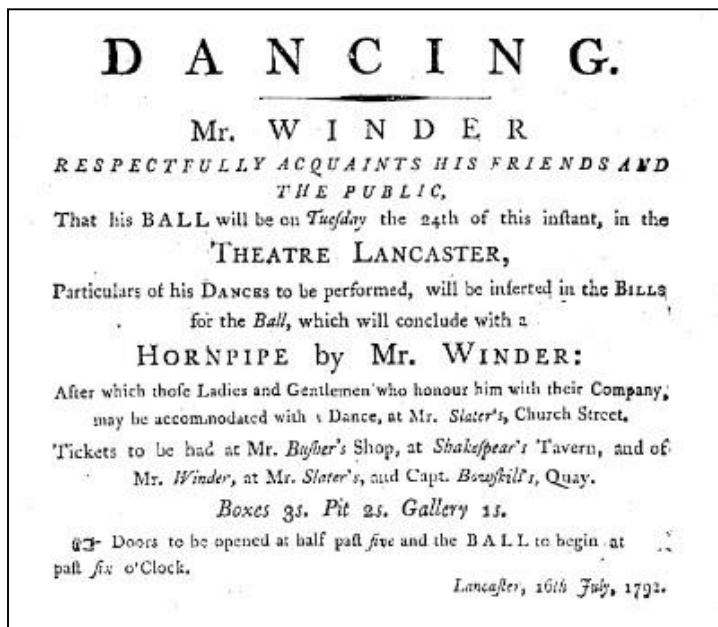 DANCING.
Mr. WINDER
RESPECTFULLY ACQUAINTS HIS FRIENDS AND
THE PUBLIC,
That his BALL will be on Tueſday the 24th of this inſtant, in the
THEATRE LANCASTER,
Particulars of his DANCES to be performed, will be inſerted in the BILLS
for the Ball, which will conclude with a
HORNPIPE by Mr. WINDER:
After which thoſe Ladies and Gentlemen who honour him with their Company,
may be accommodated with a Dance, at Mr. Slater's, Church Street.
Tickets to be had at Mr. Buſher's Shop, at Shakeſpear's Tavern, and of
Mr. Winder, at Mr. Slater's, and Capt. Bowſkill's, Quay.
Boxes 3s. Pit 2s. Gallery 1s.
☞ Doors to be opened at half paſt five and the BALL to begin at
paſt ſix o'Clock.
Lancaſter, 16th July, 1792.